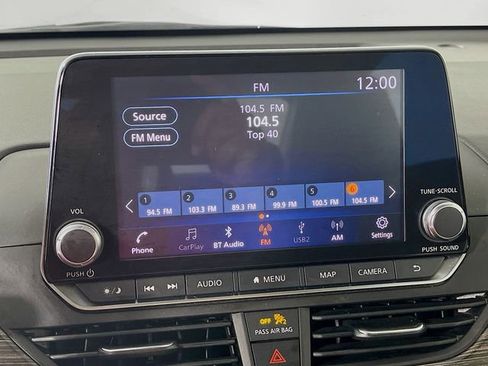 FM
12:00
Source
104.5 FM
104.5
FM Menu
Top 40
1 2 3 4 5 6
94.5 FM 103.3 FM 89.3 FM 99.9 FM 100.5 FM 104.5 FM
TUNE·SCROLL
VOL
Phone CarPlay BT Audio FM USB2 AM Settings
PUSH
PUSH SOUND
AUDIO MENU MAP CAMERA
OFF 2
PASS AIR BAG